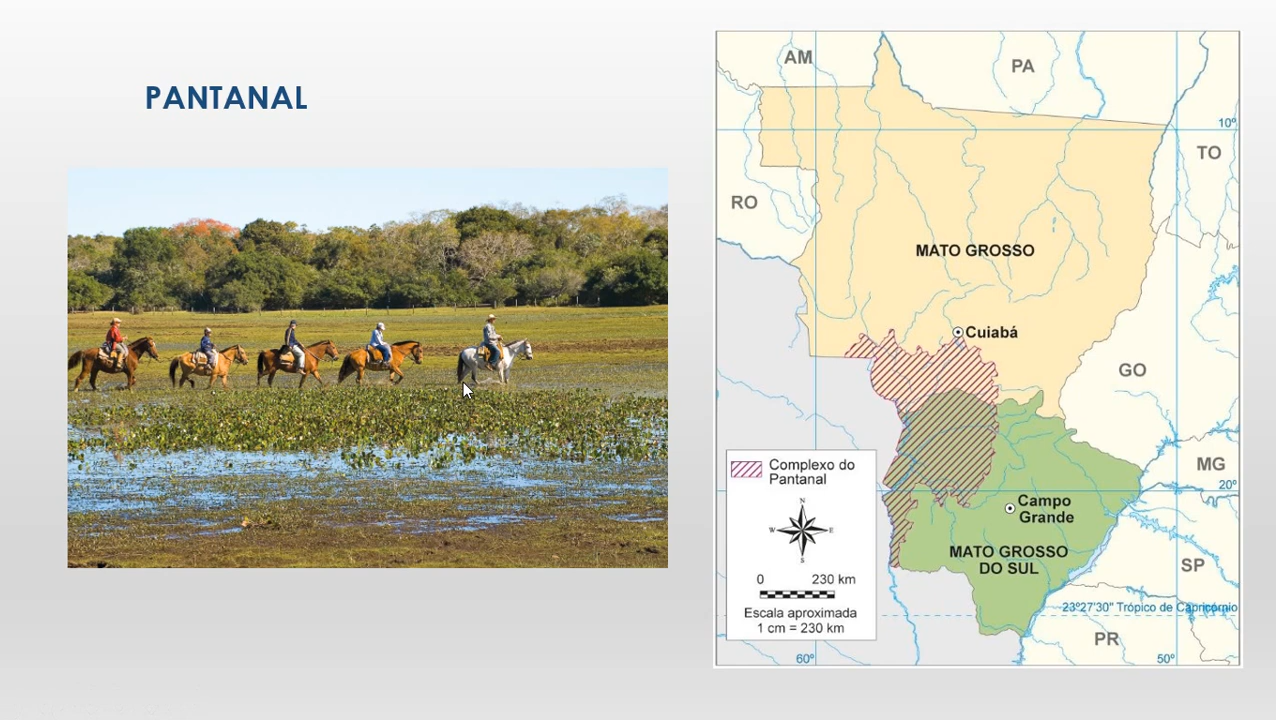 PANTANAL
AM
PA
10º
TO
RO
MATO GROSSO
Cuiabá
GO
Complexo do
Pantanal
MG
20º
Campo
Grande
N
W
E
S
MATO GROSSO
DO SUL
SP
0 230 km
Escala aproximada
1 cm = 230 km
23º27'30" Trópico de Capricórnio
PR
60º
50º